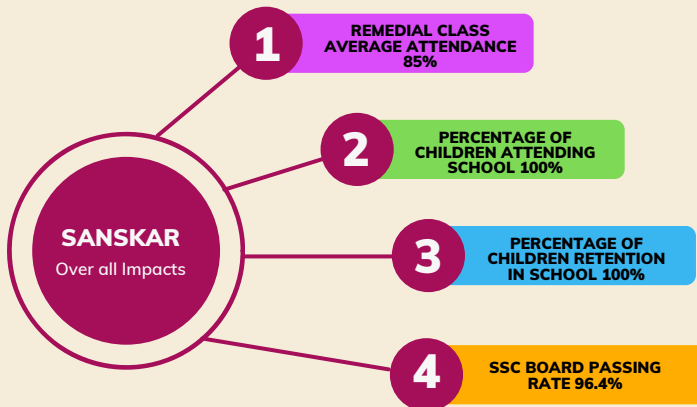 1
REMEDIAL CLASS
AVERAGE ATTENDANCE
85%
2
PERCENTAGE OF
CHILDREN ATTENDING
SCHOOL 100%
SANSKAR
Over all Impacts
3
PERCENTAGE OF
CHILDREN RETENTION
IN SCHOOL 100%
4
SSC BOARD PASSING
RATE 96.4%